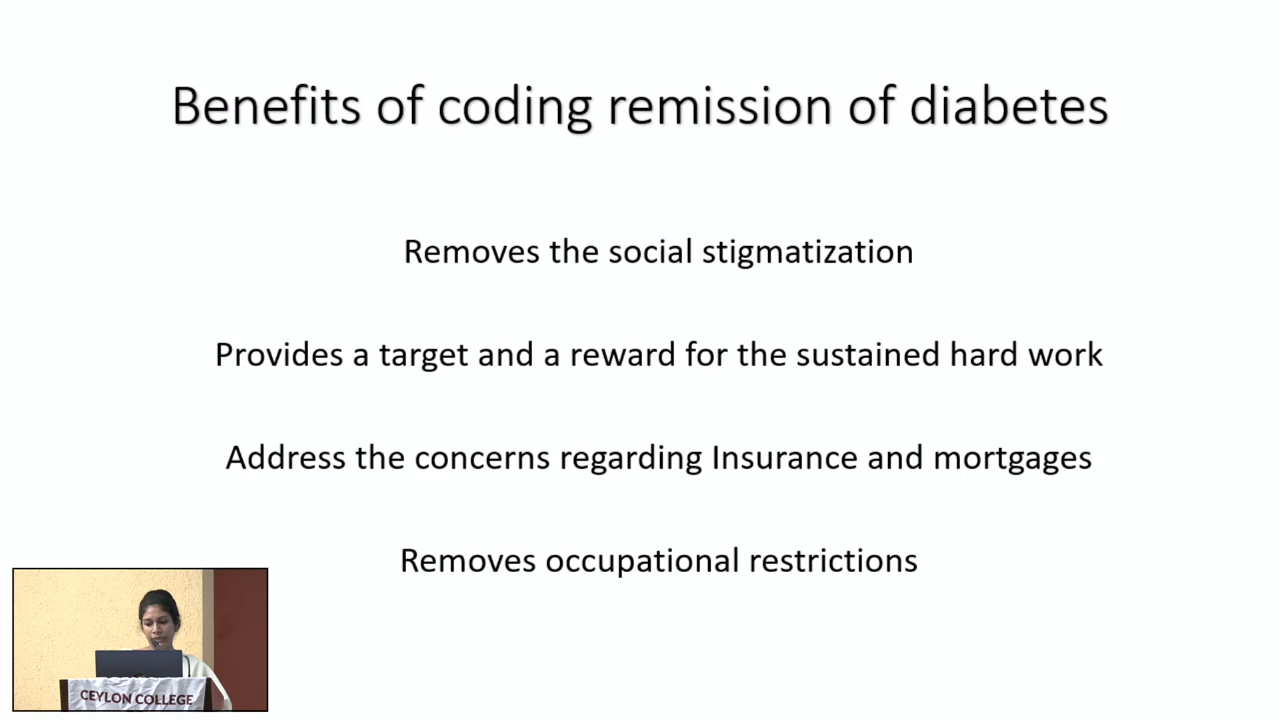 Benefits of coding remission of diabetes
Removes the social stigmatization
Provides a target and a reward for the sustained hard work
Address the concerns regarding Insurance and mortgages
Removes occupational restrictions
CEYLON COLLEGE